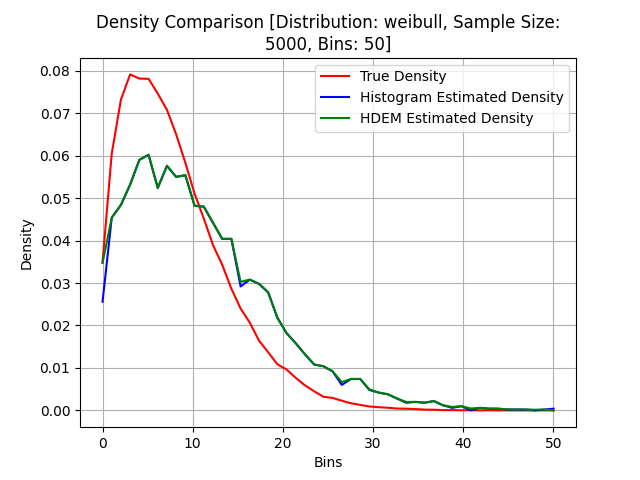 Density Comparison [Distribution: weibull, Sample Size:
5000, Bins: 50]
True Density
Histogram Estimated Density
HDEM Estimated Density
Density
0.08
0.07
0.06
0.05
0.04
0.03
0.02
0.01
0.00
0 10 20 30 40 50
Bins